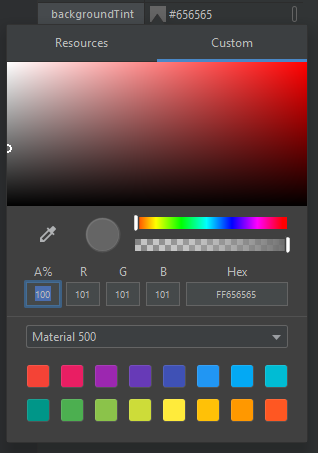 backgroundTint #656565
Resources Custom
A% R G B Hex
100 101 101 101 FF656565
Material 500